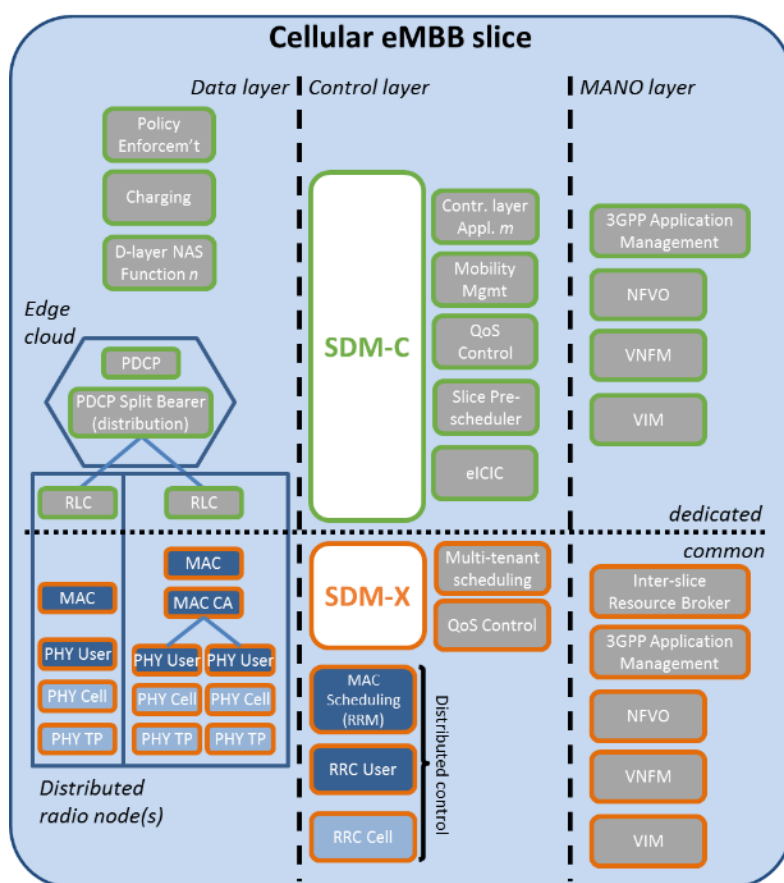 Cellular eMBB slice
Data layer
Control layer
MANO layer
Policy
Enforcem't
Charging
D-layer NAS
Function n
Edge
cloud
PDCP
PDCP Split Bearer
(distribution)
RLC
RLC
SDM-C
Contr. layer
Appl. m
Mobility
Mgmt
QoS
Control
Slice Pre-
scheduler
eICIC
3GPP Application
Management
NFVO
VNFM
VIM
dedicated
common
MAC
PHY User
PHY Cell
PHY TP
MAC
MAC CA
PHY User
PHY User
PHY Cell
PHY Cell
PHY TP
PHY TP
Distributed
radio node(s)
SDM-X
Multi-tenant
scheduling
QoS Control
MAC
Scheduling
(RRM)
RRC User
RRC Cell
Distributed control
Inter-slice
Resource Broker
3GPP Application
Management
NFVO
VNFM
VIM